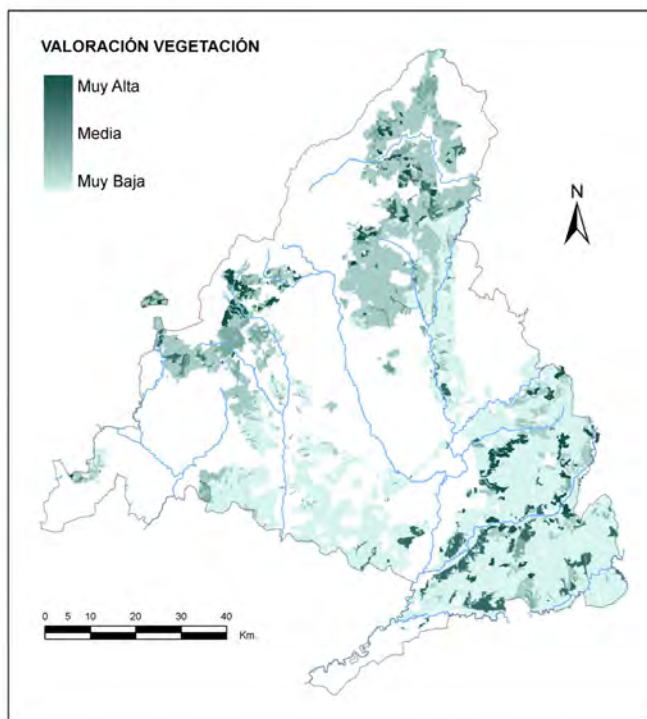 VALORACIÓN VEGETACIÓN
Muy Alta
Media
Muy Baja
N
0 5 10 20 30 40
Km.